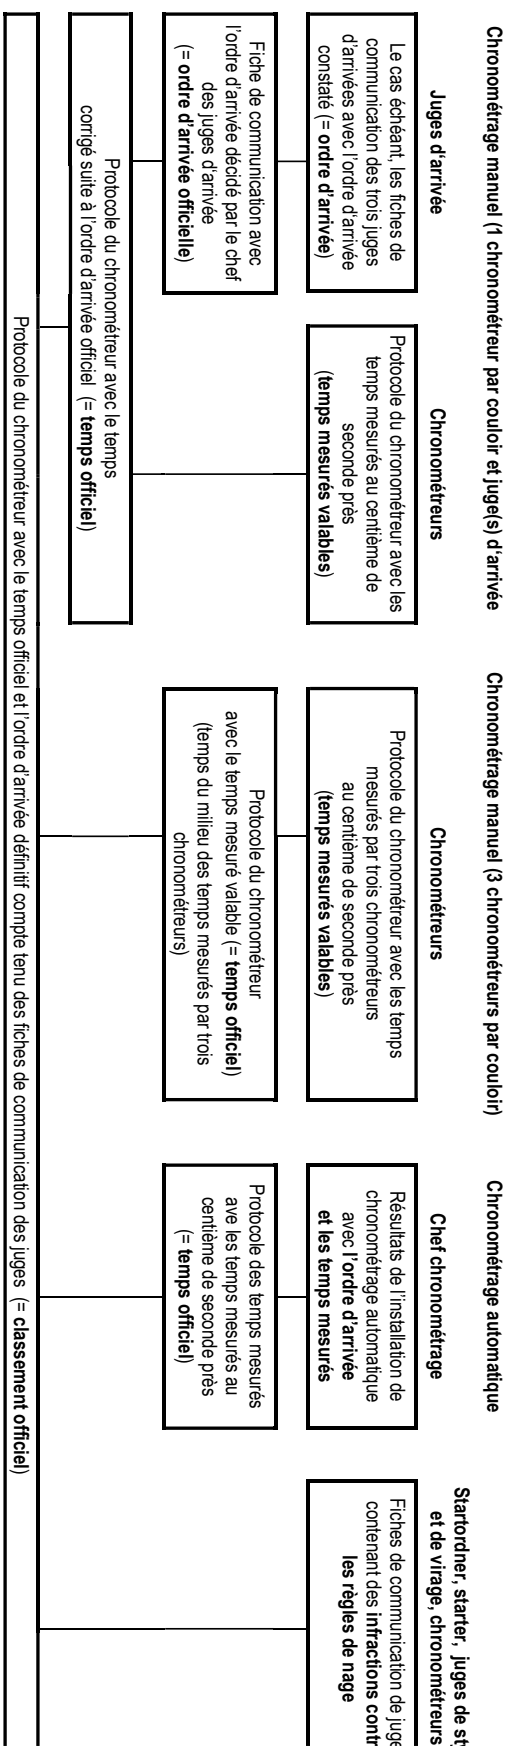 Chronométrage manuel (1 chronométreur par couloir et juge(s) d'arrivée
Chronométrage manuel (3 chronométreurs par couloir)
Chronométrage automatique
Juges d'arrivée
Chronométreurs
Chronométreurs
Chef chronométrage
Startordner, starter, juges de
et de virage, chronométreurs
Le cas échéant, les fiches de
communication des trois juges
d'arrivées avec l'ordre d'arrivée
constaté (= ordre d'arrivée)
Protocole du chronométreur avec les
temps mesurés au centième de
seconde près
(temps mesurés valables)
Protocole du chronométreur avec les temps
mesurés par trois chronométreurs
au centième de seconde près
(temps mesurés valables)
Résultats de l'installation de
chronométrage automatique
avec l'ordre d'arrivée
et les temps mesurés
Fiches de communication de
contenant des infractions
les règles de nage
Fiche de communication avec
l'ordre d'arrivée décidé par le chef
des juges d'arrivée
(= ordre d'arrivée officielle)
Protocole du chronométreur
avec le temps mesuré valable (= temps officiel)
(temps du milieu des temps mesurés par trois
chronométreurs)
Protocole des temps mesurés
ave les temps mesurés au
centième de seconde près
(= temps officiel)
Protocole du chronométreur avec le temps
corrigé suite à l'ordre d'arrivée officiel (= temps officiel)
Protocole du chronométreur avec le temps officiel et l'ordre d'arrivée définitif compte tenu des fiches de communication des juges (= classement officiel)